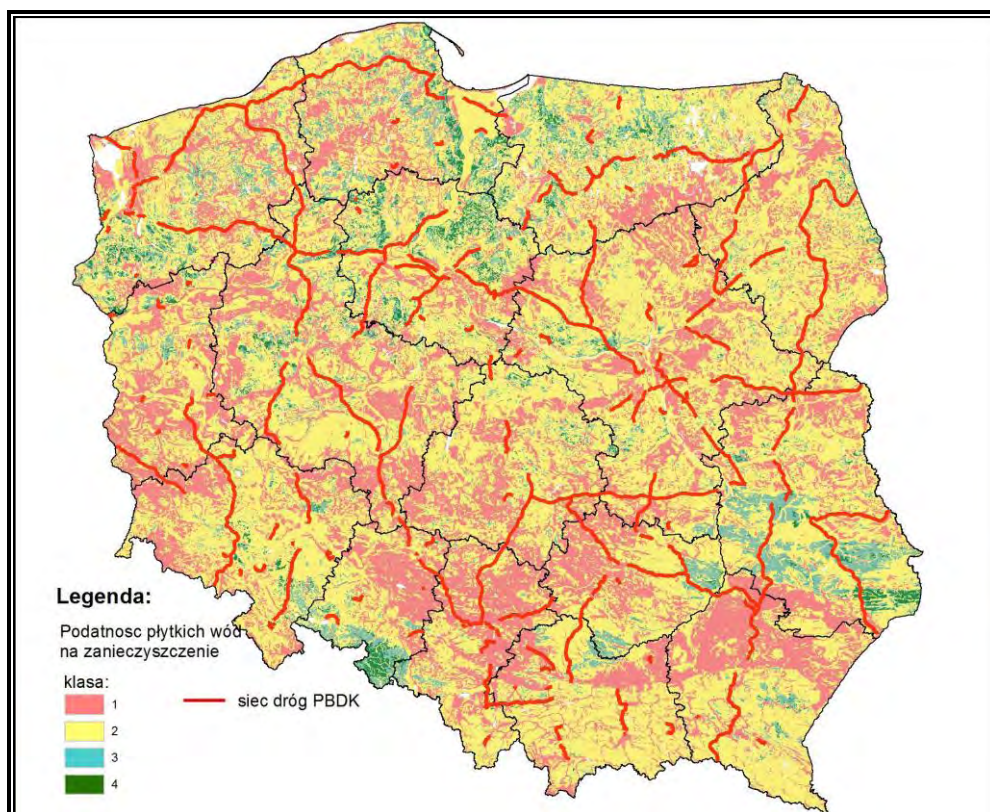 Legenda:
Podatnosc płytkich wód
na zanieczyszczenie
klasa:
1
siec dróg PBDK
2
3
4